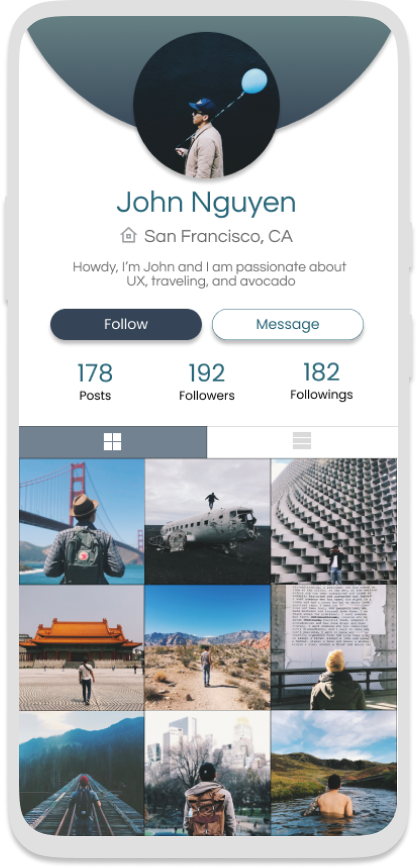 John Nguyen
San Francisco, CA
Howdy, I'm John and I am passionate about
UX, traveling, and avocado
Follow
Message
178
192
182
Posts
Followers
Followings